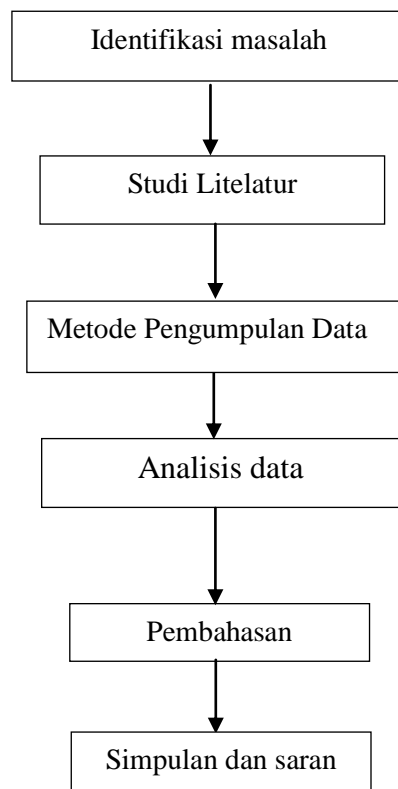 Identifikasi masalah
Studi Litelatur
Metode Pengumpulan Data
Analisis data
Pembahasan
Simpulan dan saran